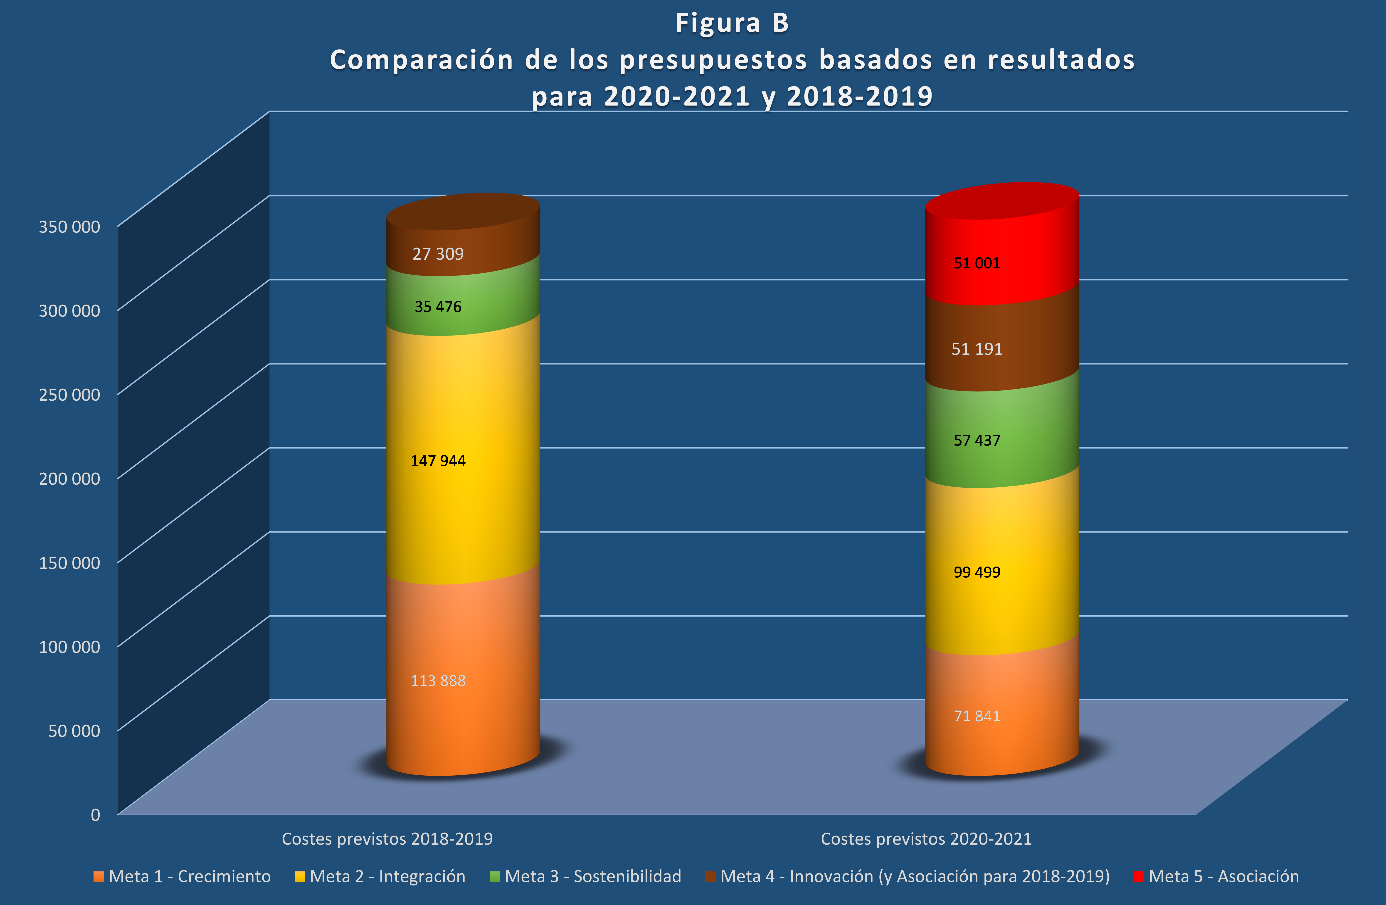 Figura B
Comparación de los presupuestos basados en resultados
para 2020-2021 y 2018-2019
350 000
300 000
250 000
200 000
150 000
100 000
50 000
0
27 309
35 476
147 944
113 888
51 001
51 191
57 437
99 499
71 841
Costes previstos 2018-2019
Costes previstos 2020-2021
Meta 1 - Crecimiento
Meta 2 - Integración
Meta 3 - Sostenibilidad
Meta 4 - Innovación (y Asociación para 2018-2019)
Meta 5 - Asociación